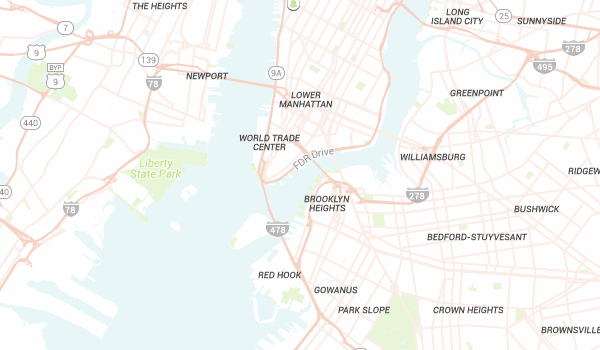 THE HEIGHTS
LONG
ISLAND CITY
25
SUNNYSIDE
7
9
278
139
495
BYP
9
NEWPORT
9A
78
GREENPOINT
LOWER
MANHATTAN
440
WORLD TRADE
CENTER
FDR Drive
WILLIAMSBURG
Liberty
State Park
RIDGEW
40
278
78
BROOKLYN
HEIGHTS
BUSHWICK
478
BEDFORD-STUYVESANT
RED HOOK
GOWANUS
PARK SLOPE
CROWN HEIGHTS
BROWNSVILLE